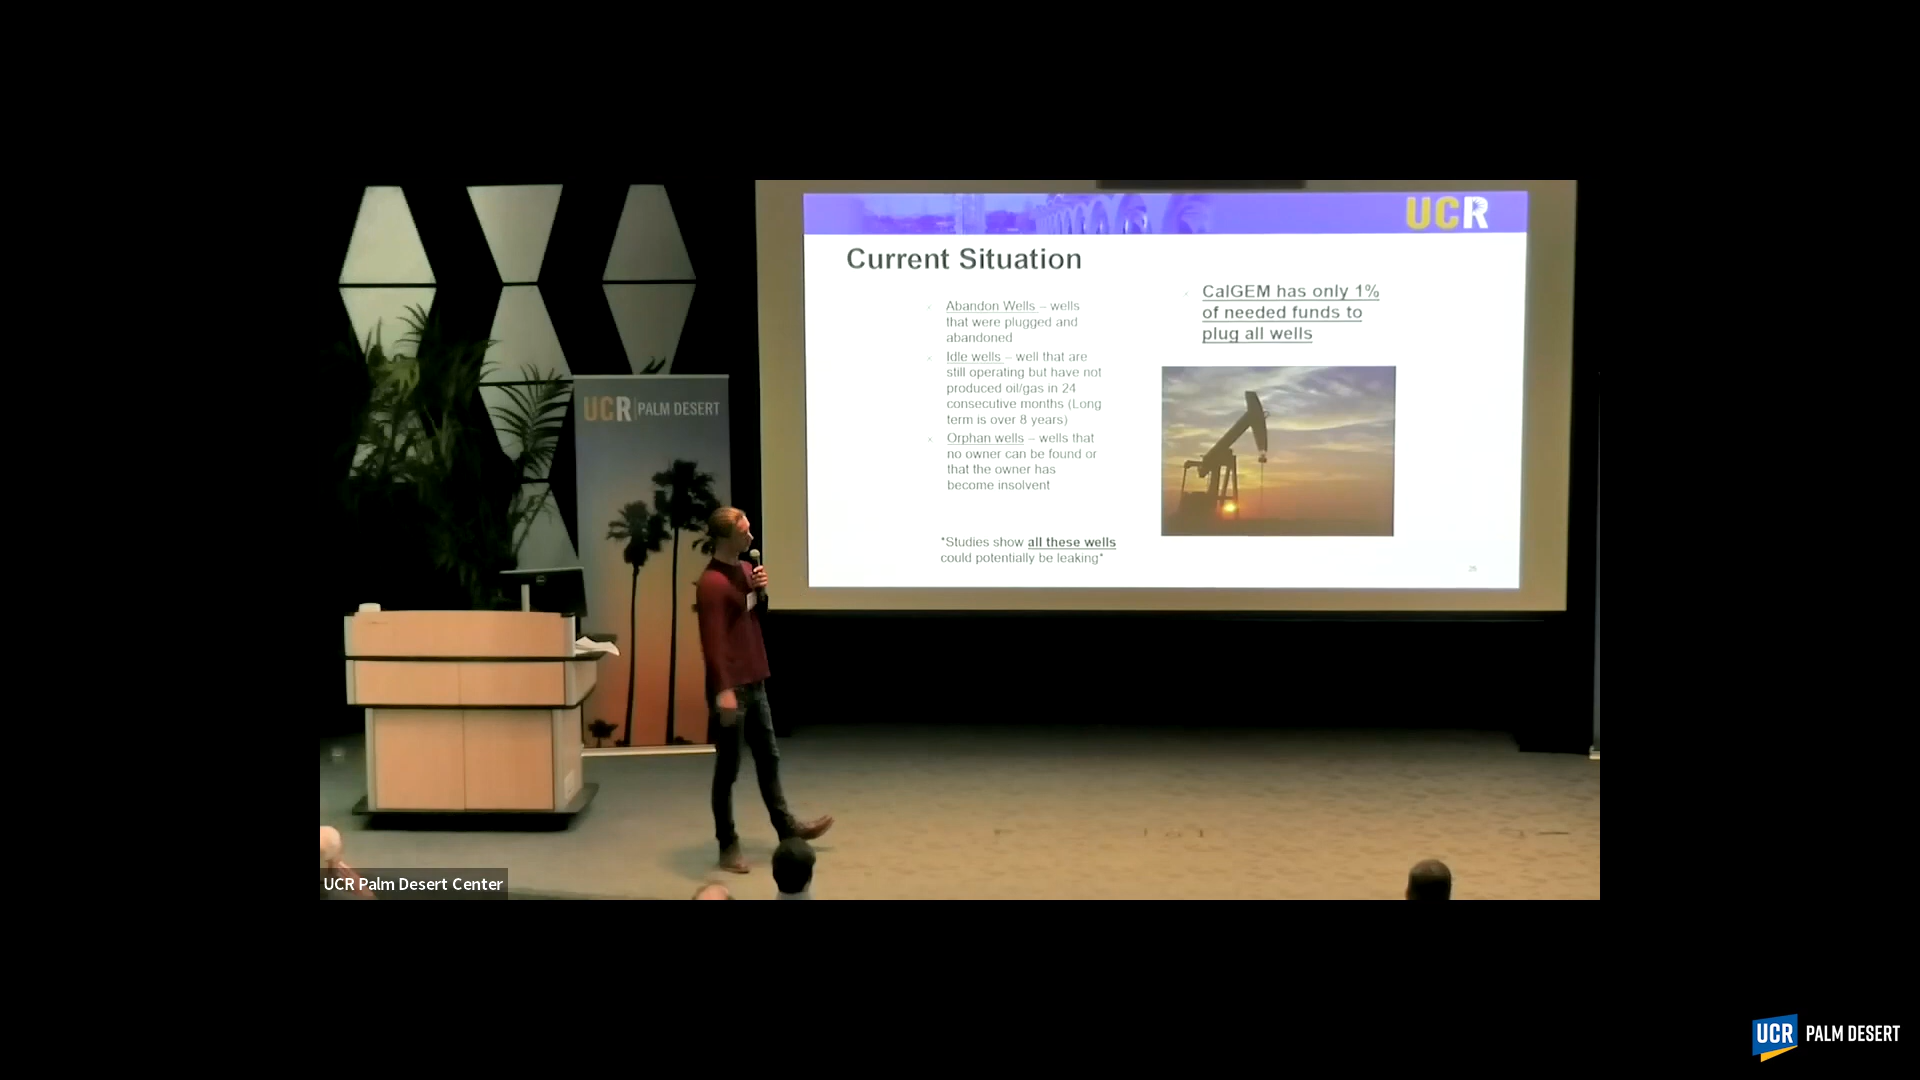 UCR
Current Situation
Abandon Wells – wells
that were plugged and
abandoned
Idle wells – well that are
still operating but have not
produced oil/gas in 24
consecutive months (Long
term is over 8 years)
Orphan wells – wells that
no owner can be found or
that the owner has
become insolvent
*Studies show all these wells
could potentially be leaking*
CalGEM has only 1%
of needed funds to
plug all wells
UCR PALM DESERT
UCR Palm Desert Center
UCR PALM DESERT